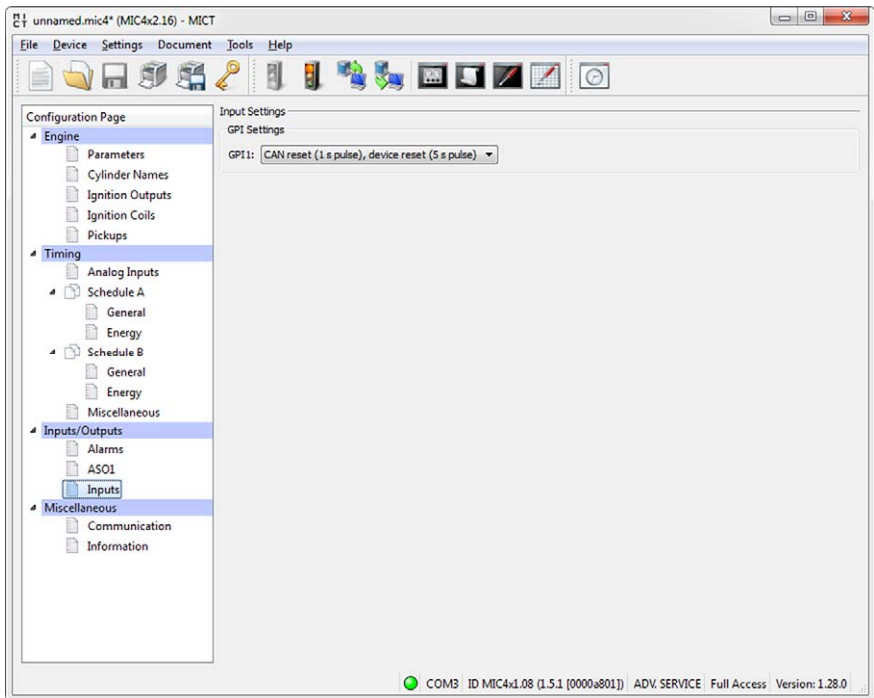 unnamed.mic4* (MIC4x2.16) - MICT
File Device Settings Document Tools Help
Configuration Page
Engine
Parameters
Cylinder Names
Ignition Outputs
Ignition Coils
Pickups
Timing
Analog Inputs
Schedule A
General
Energy
Schedule B
General
Energy
Miscellaneous
Inputs/Outputs
Alarms
ASO1
Inputs
Miscellaneous
Communication
Information
Input Settings
GPI Settings
GPI1: CAN reset (1 s pulse), device reset (5 s pulse)
COM3 ID MIC4x1.08 (1.5.1 [0000a801]) ADV. SERVICE Full Access Version: 1.28.0